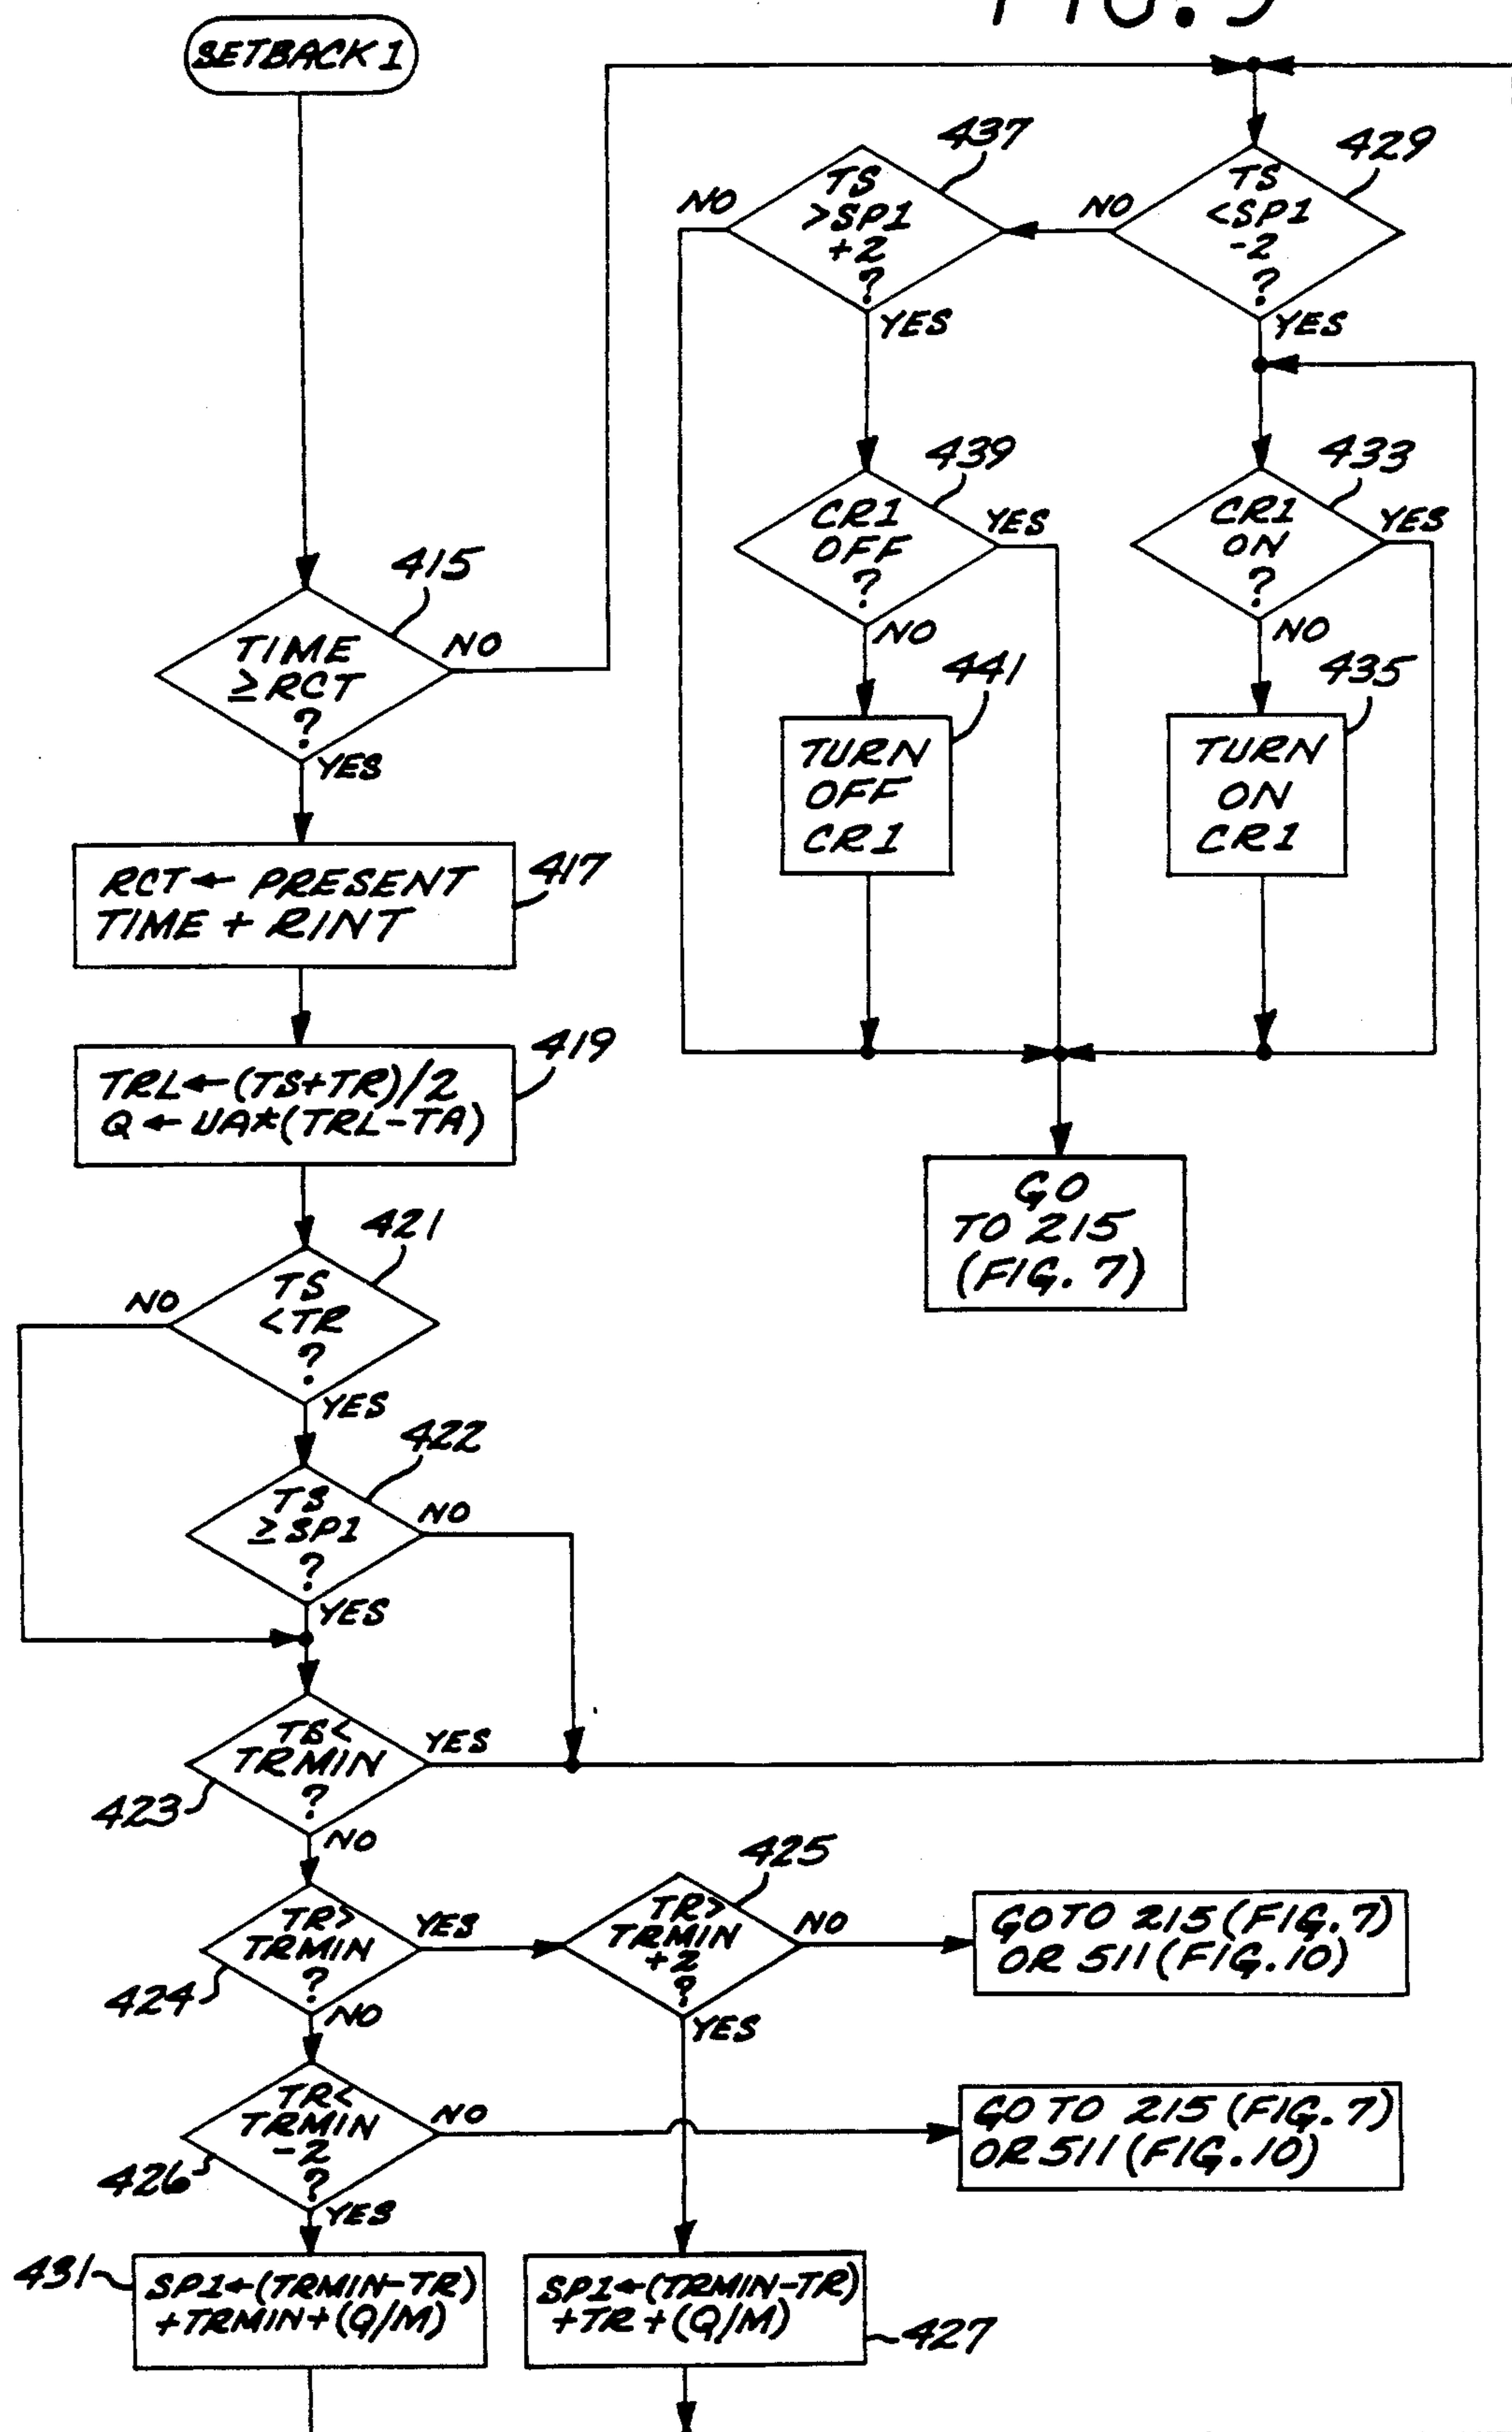 FIG. 9
SETBACK 1
415
TIME
≥RCT
?
NO
YES
417
RCT← PRESENT
TIME + RINT
419
TRL←(TS+TR)/2
Q←UA*(TRL-TA)
421
TS
<TR
?
NO
YES
422
TS
≥SP1
?
NO
YES
423
TS<
TRMIN
?
YES
NO
424
TR>
TRMIN
?
YES
NO
425
TR>
TRMIN
+2
?
NO
YES
GO TO 215 (FIG. 7)
OR 511 (FIG. 10)
426
TR<
TRMIN
-2
?
NO
YES
GO TO 215 (FIG. 7)
OR 511 (FIG. 10)
431
SP1←(TRMIN-TR)
+TRMIN+(Q/M)
427
SP1←(TRMIN-TR)
+TR+(Q/M)
429
TS
<SP1
-2
?
NO
YES
437
TS
>SP1
+2
?
NO
YES
439
CR1
OFF
?
YES
NO
433
CR1
ON
?
YES
NO
441
TURN
OFF
CR1
435
TURN
ON
CR1
GO
TO 215
(FIG. 7)